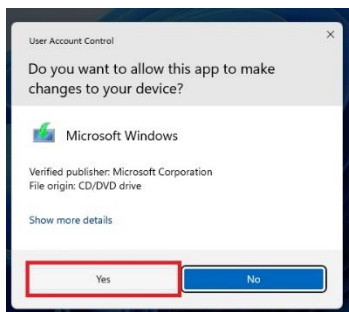 User Account Control
Do you want to allow this app to make
changes to your device?
Microsoft Windows
Verified publisher: Microsoft Corporation
File origin: CD/DVD drive
Show more details
Yes
No